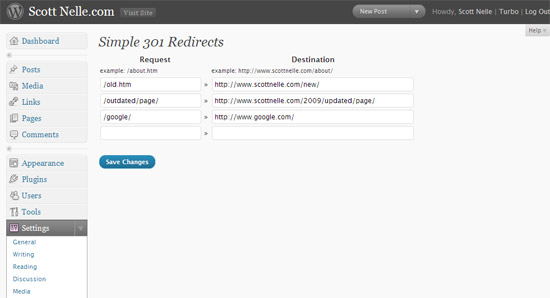 Scott Nelle.com Visit Site New Post Howdy, Scott Nelle | Turbo | Log Out
Help
Dashboard
Posts
Media
Links
Pages
Comments
Appearance
Plugins
Users
Tools
Settings
General
Writing
Reading
Discussion
Media
Simple 301 Redirects
Request Destination
example: /about.htm example: http://www.scottnelle.com/about/
/old.htm » http://www.scottnelle.com/new/
/outdated/page/ » http://www.scottnelle.com/2009/updated/page/
/google/ » http://www.google.com/
»
Save Changes